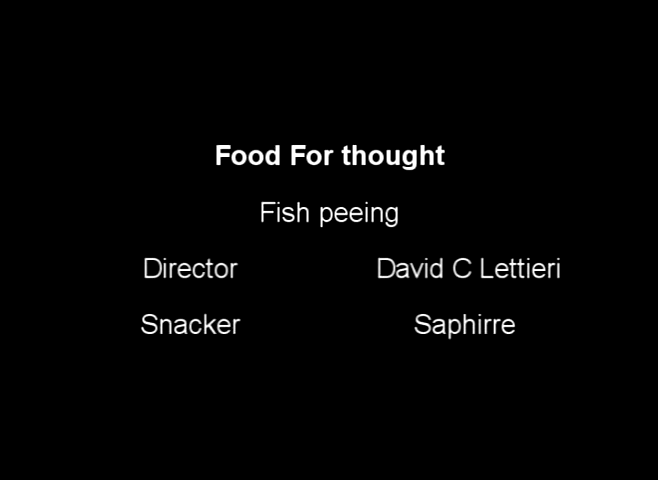 Food For thought
Fish peeing
Director David C Lettieri
Snacker Saphirre